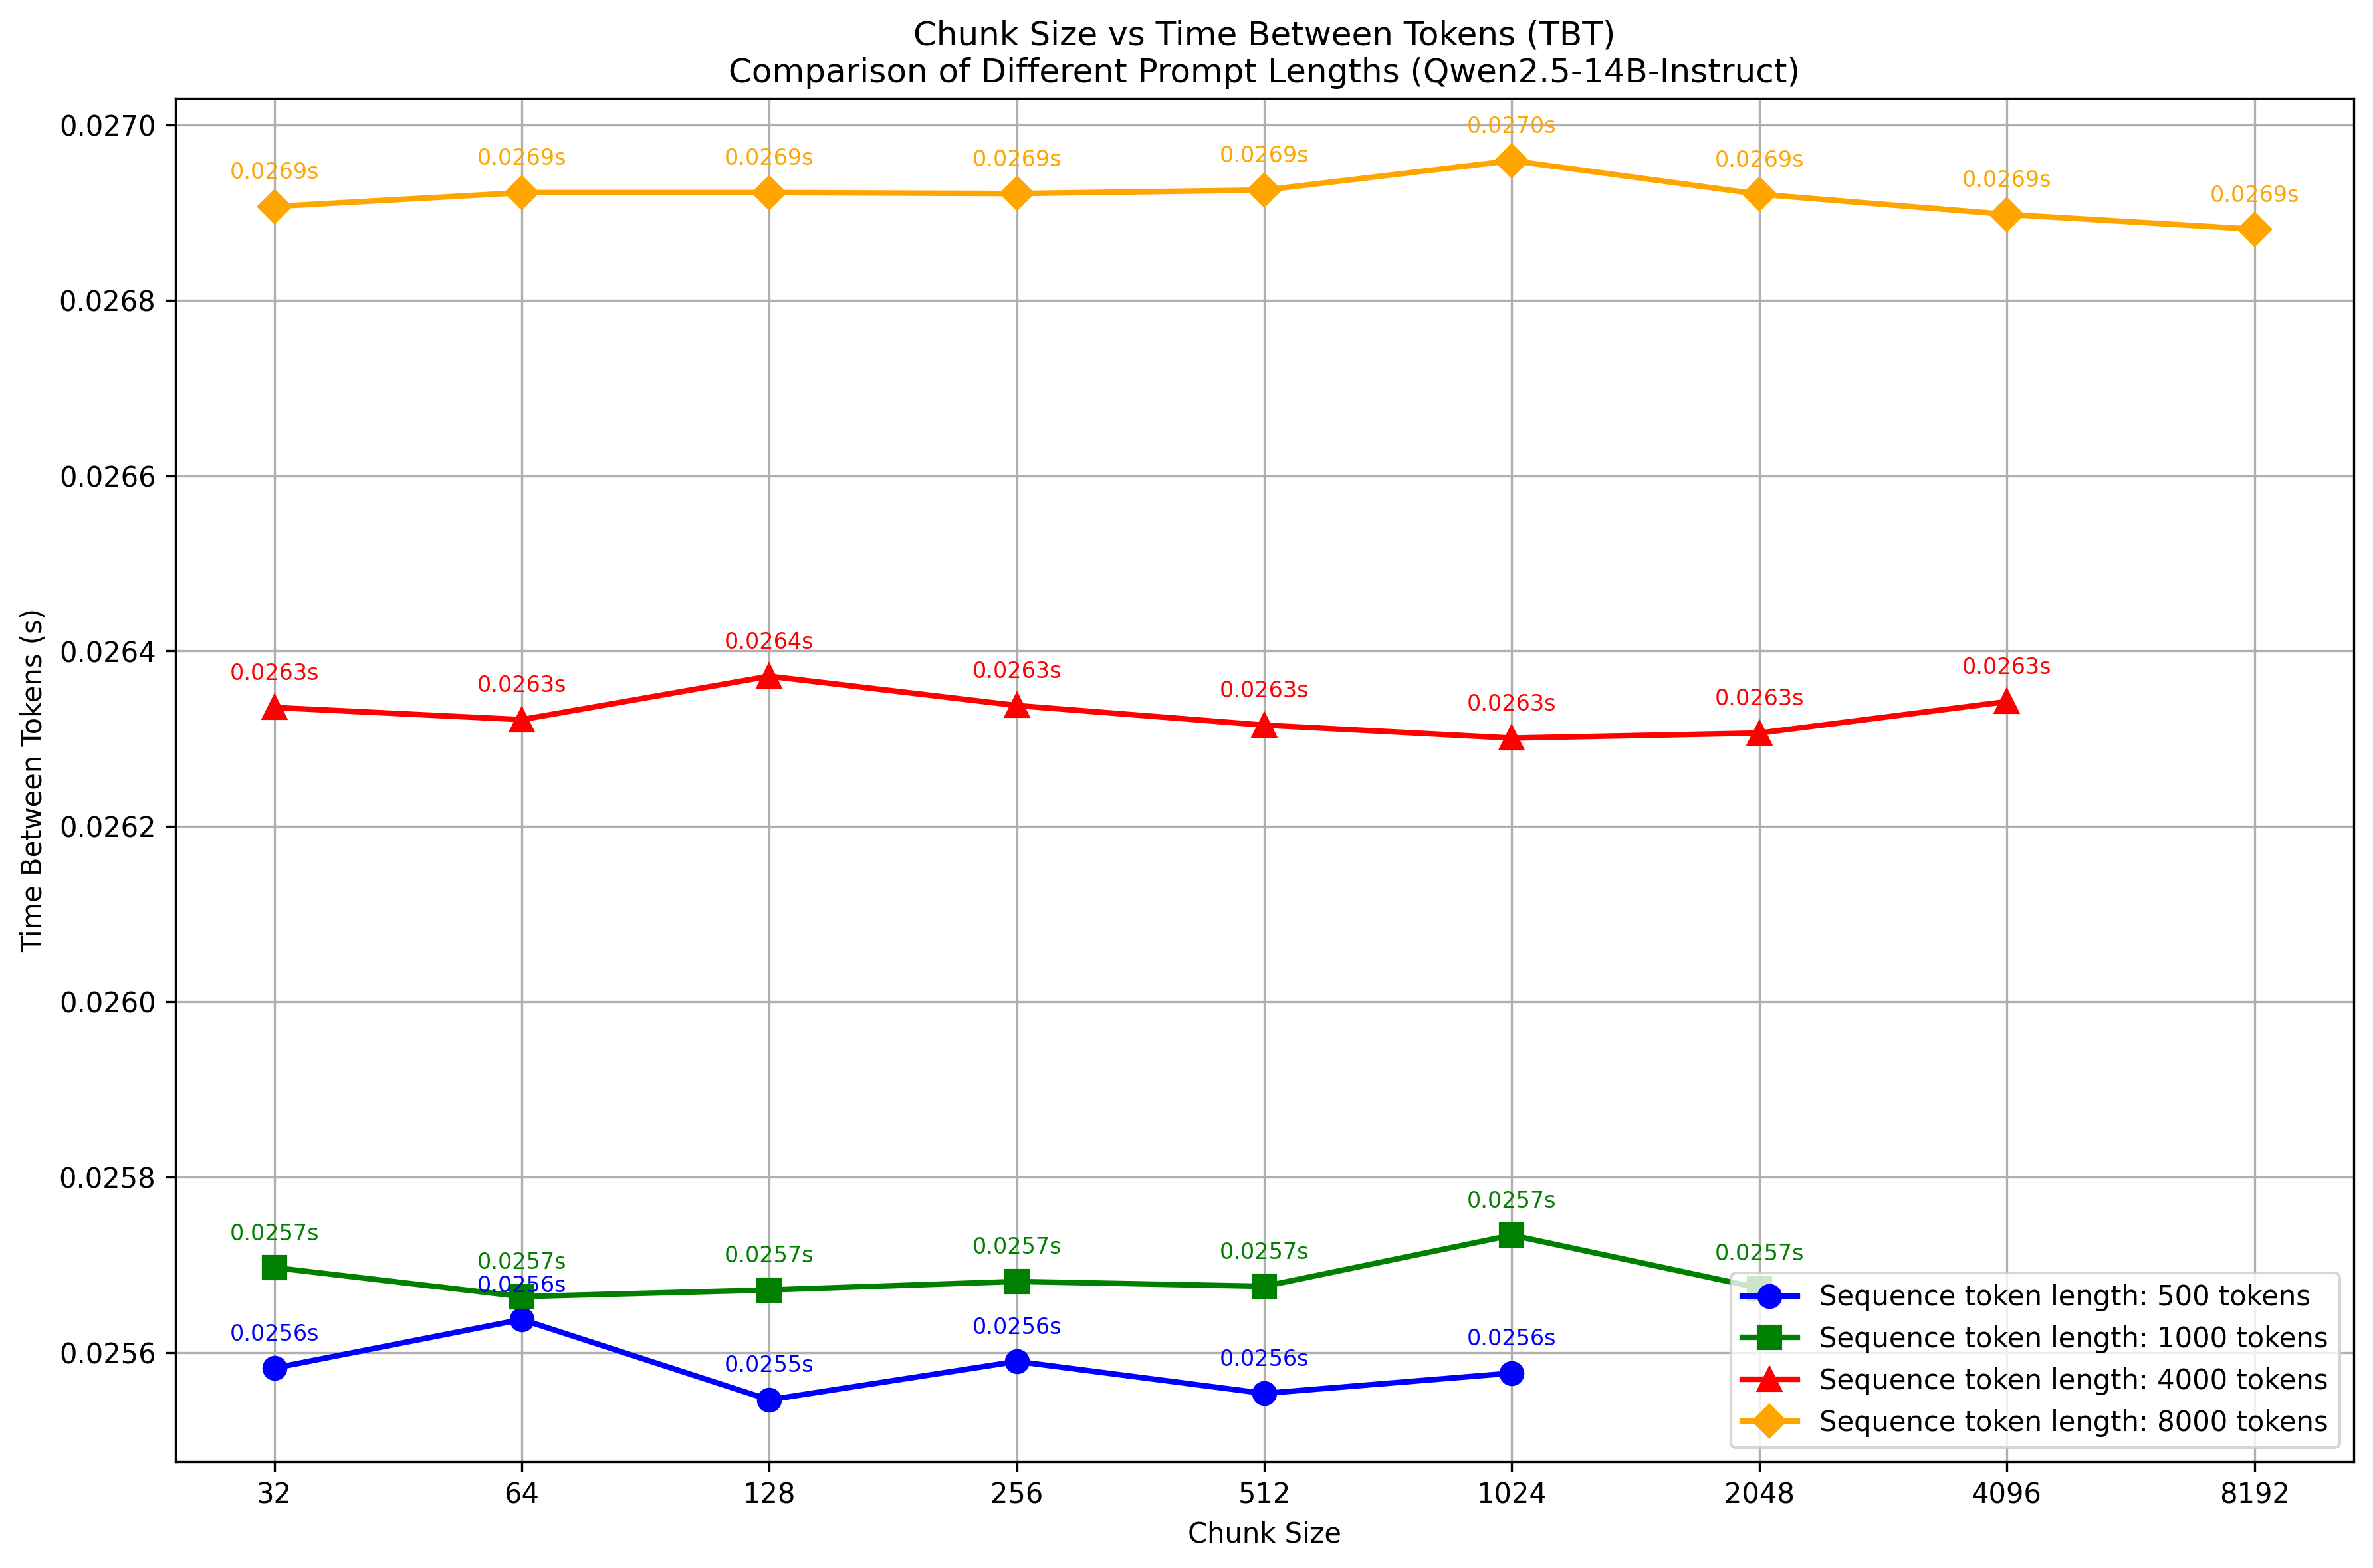 Chunk Size vs Time Between Tokens (TBT)
Comparison of Different Prompt Lengths (Qwen2.5-14B-Instruct)
Time Between Tokens (s)
0.0270
0.0268
0.0266
0.0264
0.0262
0.0260
0.0258
0.0256
0.0269s
0.0269s
0.0269s
0.0269s
0.0269s
0.0270s
0.0269s
0.0269s
0.0269s
0.0263s
0.0263s
0.0264s
0.0263s
0.0263s
0.0263s
0.0263s
0.0263s
0.0257s
0.0257s
0.0257s
0.0257s
0.0257s
0.0257s
0.0257s
0.0256s
0.0256s
0.0255s
0.0256s
0.0256s
0.0256s
Sequence token length: 500 tokens
Sequence token length: 1000 tokens
Sequence token length: 4000 tokens
Sequence token length: 8000 tokens
32
64
128
256
512
1024
2048
4096
8192
Chunk Size